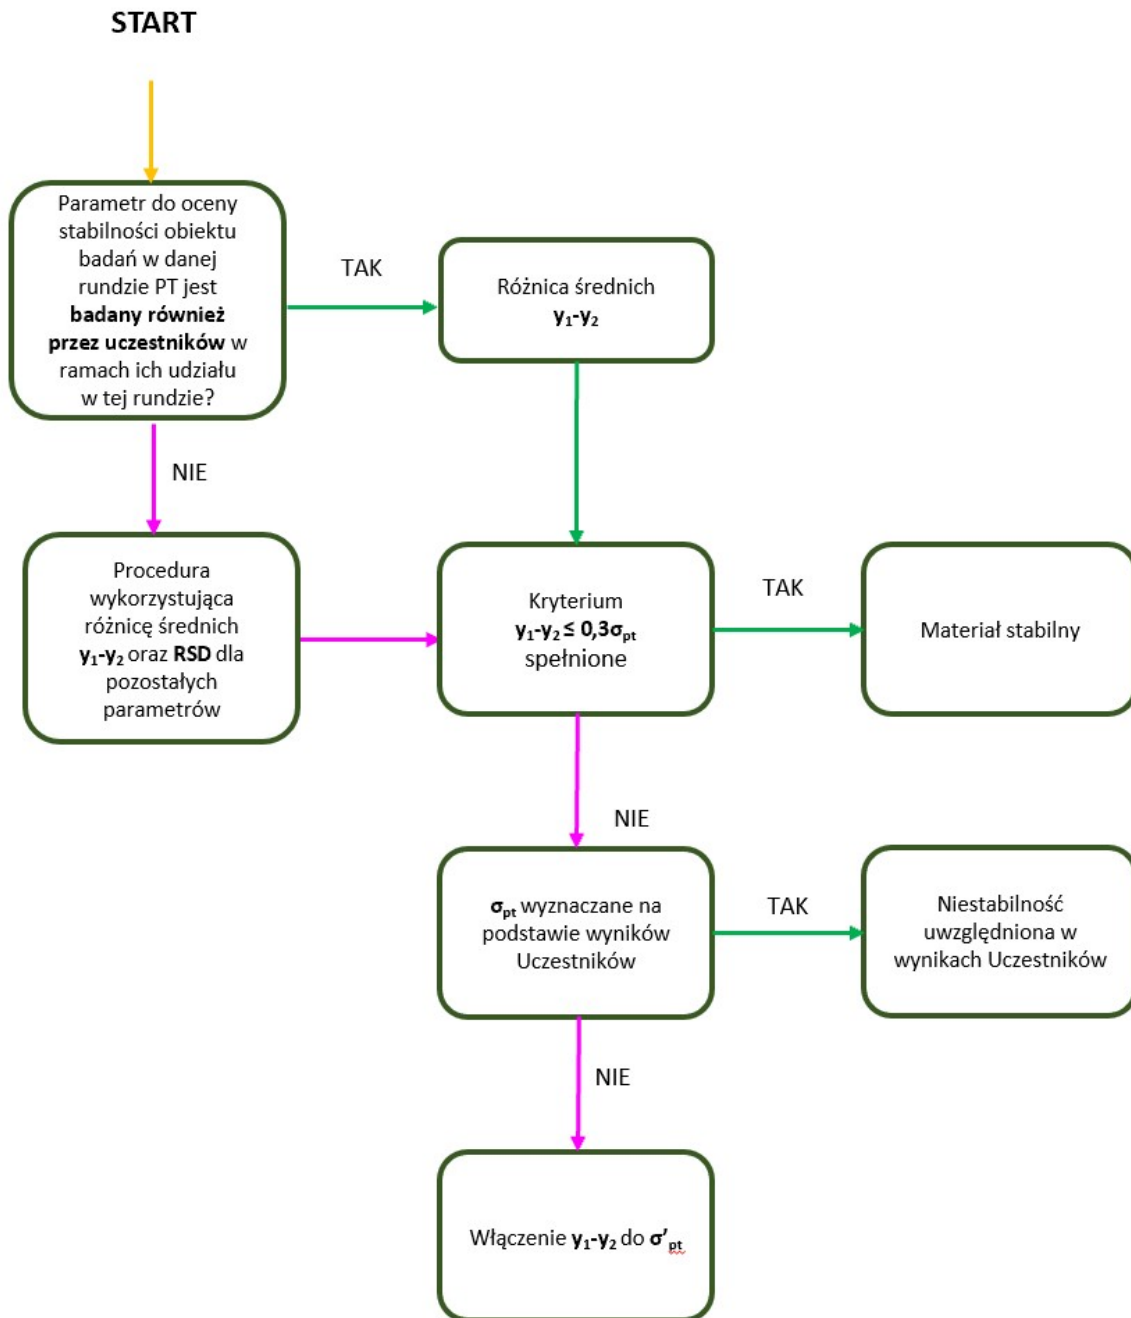 START
Parametr do oceny
stabilności obiektu
badań w danej
rundzie PT jest
badany również
przez uczestników w
ramach ich udziału
w tej rundzie?
TAK
Różnica średnich
y₁-y₂
NIE
Procedura
wykorzystująca
różnicę średnich
y₁-y₂ oraz RSD dla
pozostałych
parametrów
Kryterium
y₁-y₂ ≤ 0,3σpt
spełnione
TAK
Materiał stabilny
NIE
σpt wyznaczane na
podstawie wyników
Uczestników
TAK
Niestabilność
uwzględniona w
wynikach Uczestników
NIE
Włączenie y₁-y₂ do σ'pt